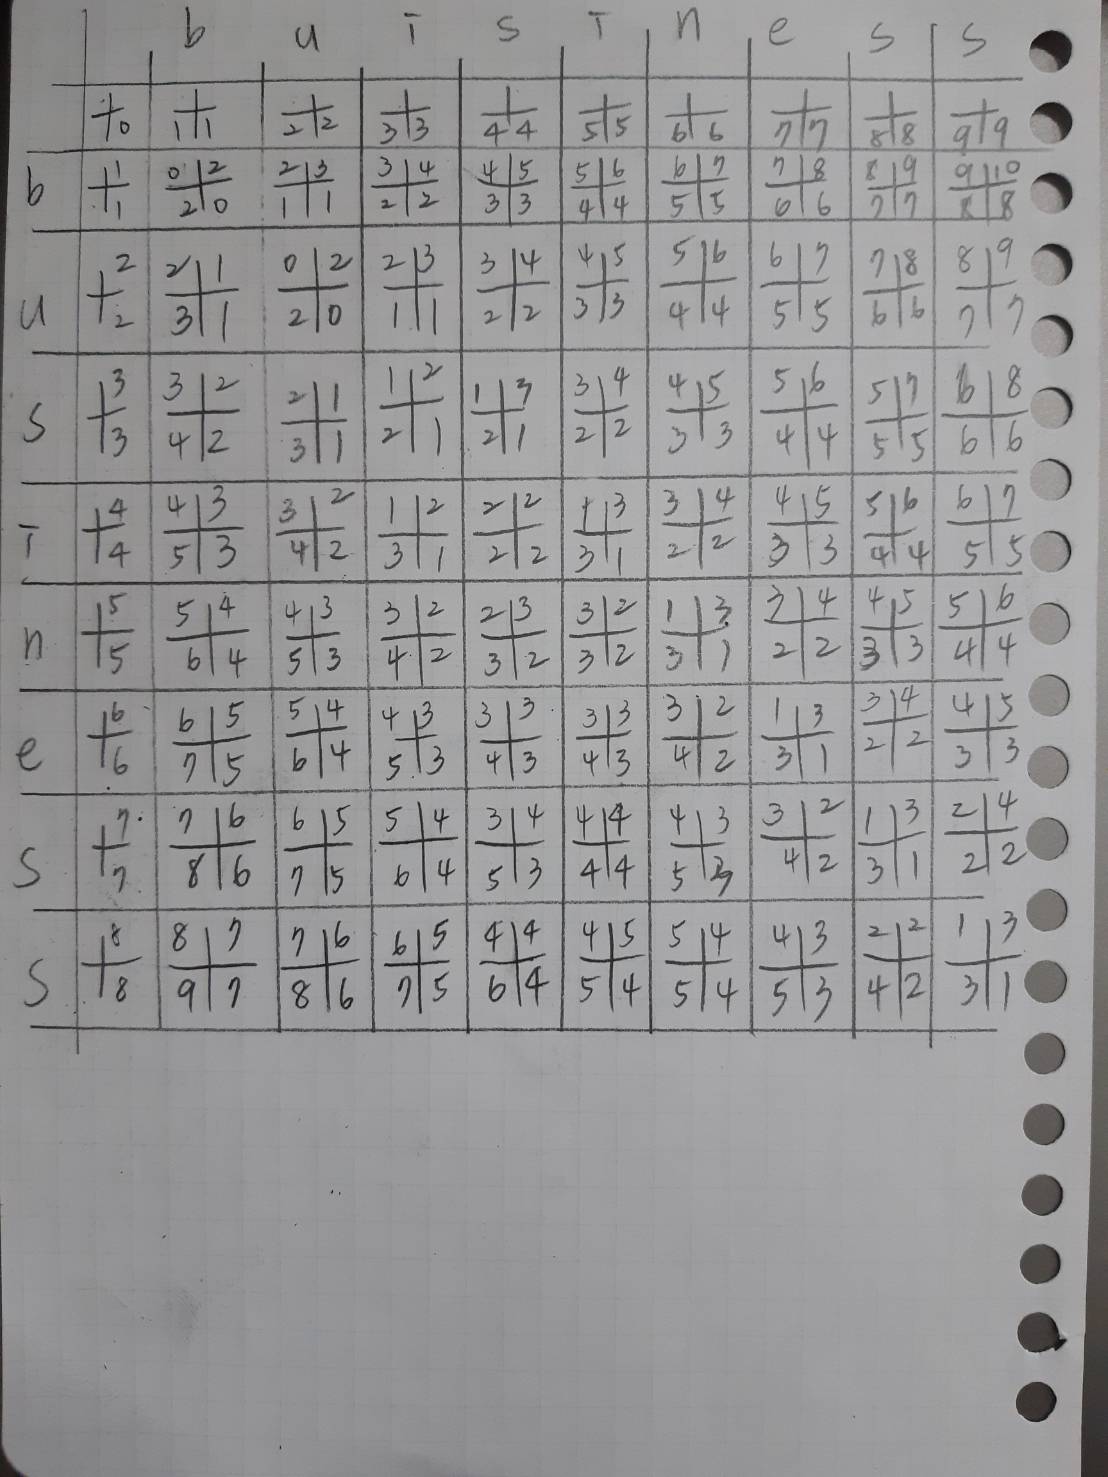 b u T s T n e s s
0 1 1 2 2 3 3 4 4 5 5 6 6 7 7 8 8 9 9
1 0 2 2 3 3 4 4 5 5 6 6 7 7 8 8 9 9 10
b 1 2 0 1 1 2 2 3 3 4 4 5 5 6 6 7 7 8 8
2 2 1 0 2 2 3 3 4 4 5 5 6 6 7 7 8 8 9
u 2 3 1 2 0 1 1 2 2 3 3 4 4 5 5 6 6 7 7
3 3 2 2 1 1 2 1 3 3 4 4 5 5 6 5 7 6 8
s 3 4 2 3 1 2 1 2 1 2 2 3 3 4 4 5 5 6 6
4 4 3 3 2 1 2 2 2 1 3 3 4 4 5 5 6 6 7
T 4 5 3 4 2 3 1 2 2 3 1 2 2 3 3 4 4 5 5
5 5 4 4 3 3 2 2 3 3 2 1 3 3 4 4 5 5 6
n 5 6 4 5 3 4 2 3 2 3 2 3 1 2 2 3 3 4 4
6 6 5 5 4 4 3 3 3 3 3 3 2 1 3 3 4 4 5
e 6 7 5 6 4 5 3 4 3 4 3 4 2 3 1 2 2 3 3
7 7 6 6 5 5 4 3 4 4 4 4 3 3 2 1 3 2 4
s 7 8 6 7 5 6 4 5 3 4 4 5 3 4 2 3 1 2 2
8 8 7 7 6 6 5 4 4 4 5 5 4 4 3 2 2 1 3
s 8 9 7 8 6 7 5 6 4 5 4 5 4 5 3 4 2 3 1